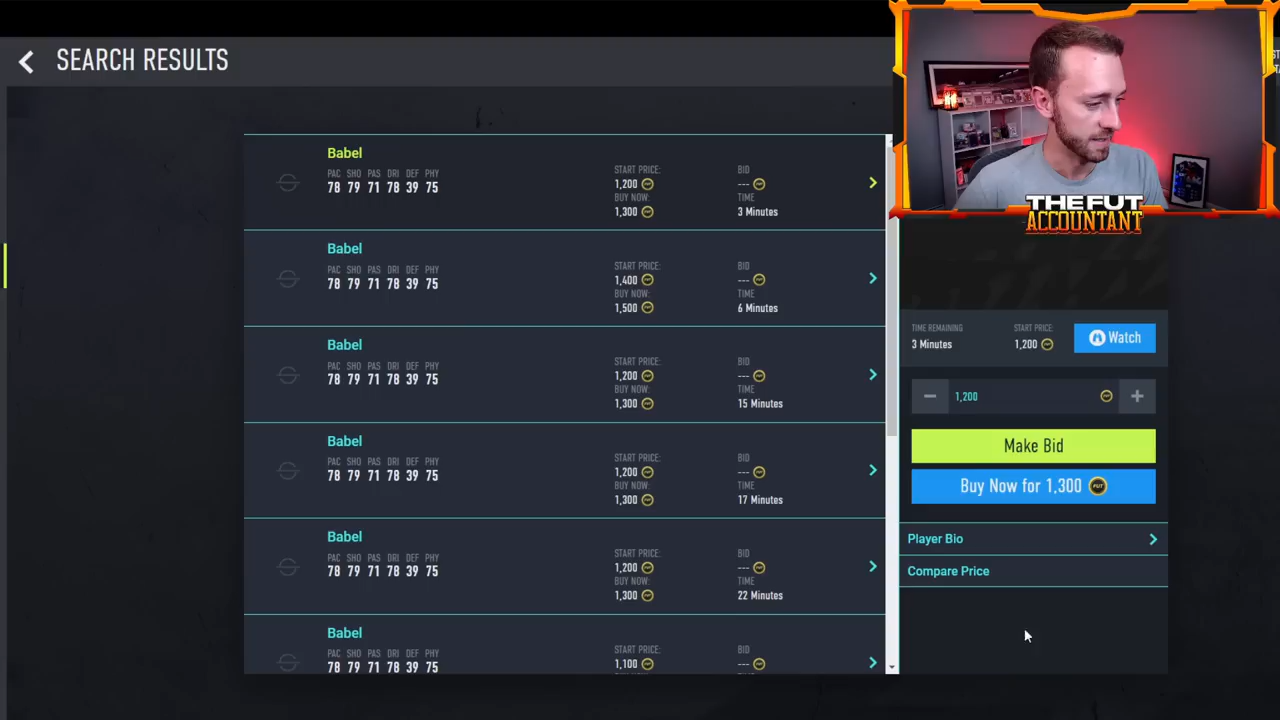 SEARCH RESULTS
Babel
PAC SHO PAS DRI DEF PHY
78 79 71 78 39 75
START PRICE:
1,200
BUY NOW:
1,300
BID
---
TIME
3 Minutes
Babel
PAC SHO PAS DRI DEF PHY
78 79 71 78 39 75
START PRICE:
1,400
BUY NOW:
1,500
BID
---
TIME
6 Minutes
Babel
PAC SHO PAS DRI DEF PHY
78 79 71 78 39 75
START PRICE:
1,200
BUY NOW:
1,300
BID
---
TIME
15 Minutes
Babel
PAC SHO PAS DRI DEF PHY
78 79 71 78 39 75
START PRICE:
1,200
BUY NOW:
1,300
BID
---
TIME
17 Minutes
Babel
PAC SHO PAS DRI DEF PHY
78 79 71 78 39 75
START PRICE:
1,200
BUY NOW:
1,300
BID
---
TIME
22 Minutes
Babel
PAC SHO PAS DRI DEF PHY
78 79 71 78 39 75
START PRICE:
1,100
BID
---
THE FUT
ACCOUNTANT
TIME REMAINING
3 Minutes
START PRICE:
1,200
Watch
1,200
Make Bid
Buy Now for 1,300
Player Bio
Compare Price